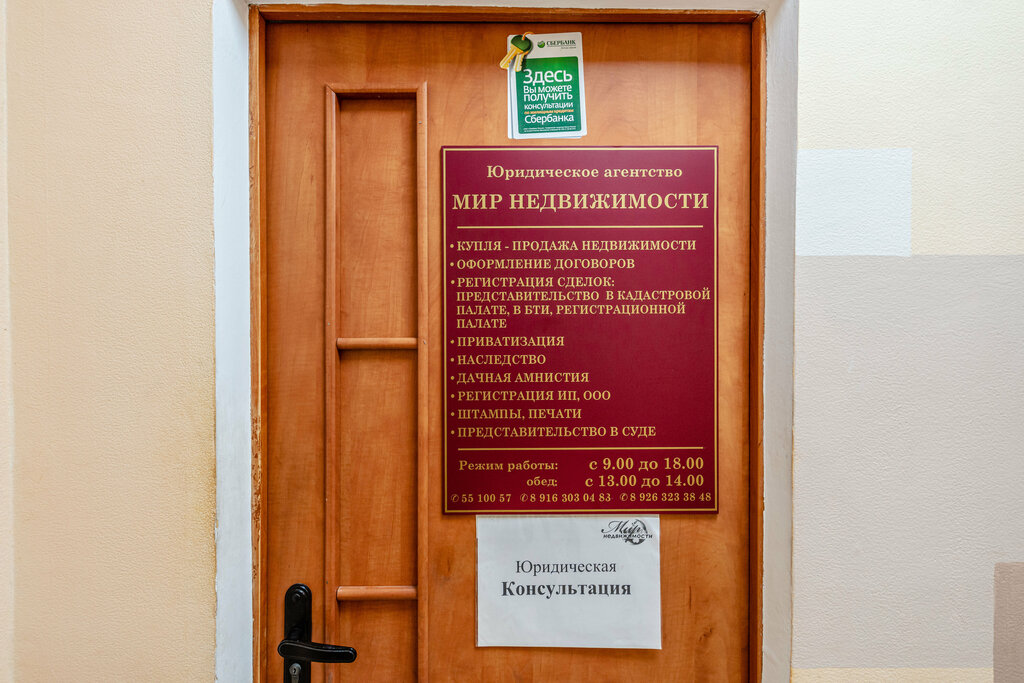 СБЕРБАНК
Здесь
Вы можете
получить
консультации
по жилищным кредитам
Сбербанка
Юридическое агентство
МИР НЕДВИЖИМОСТИ
• КУПЛЯ - ПРОДАЖА НЕДВИЖИМОСТИ
• ОФОРМЛЕНИЕ ДОГОВОРОВ
• РЕГИСТРАЦИЯ СДЕЛОК:
ПРЕДСТАВИТЕЛЬСТВО В КАДАСТРОВОЙ
ПАЛАТЕ, В БТИ, РЕГИСТРАЦИОННОЙ
ПАЛАТЕ
• ПРИВАТИЗАЦИЯ
• НАСЛЕДСТВО
• ДАЧНАЯ АМНИСТИЯ
• РЕГИСТРАЦИЯ ИП, ООО
• ШТАМПЫ, ПЕЧАТИ
• ПРЕДСТАВИТЕЛЬСТВО В СУДЕ
Режим работы: с 9.00 до 18.00
обед: с 13.00 до 14.00
✆ 55 100 57 ✆ 8 916 303 04 83 ✆ 8 926 323 38 48
Мир
недвижимости
Юридическая
Консультация